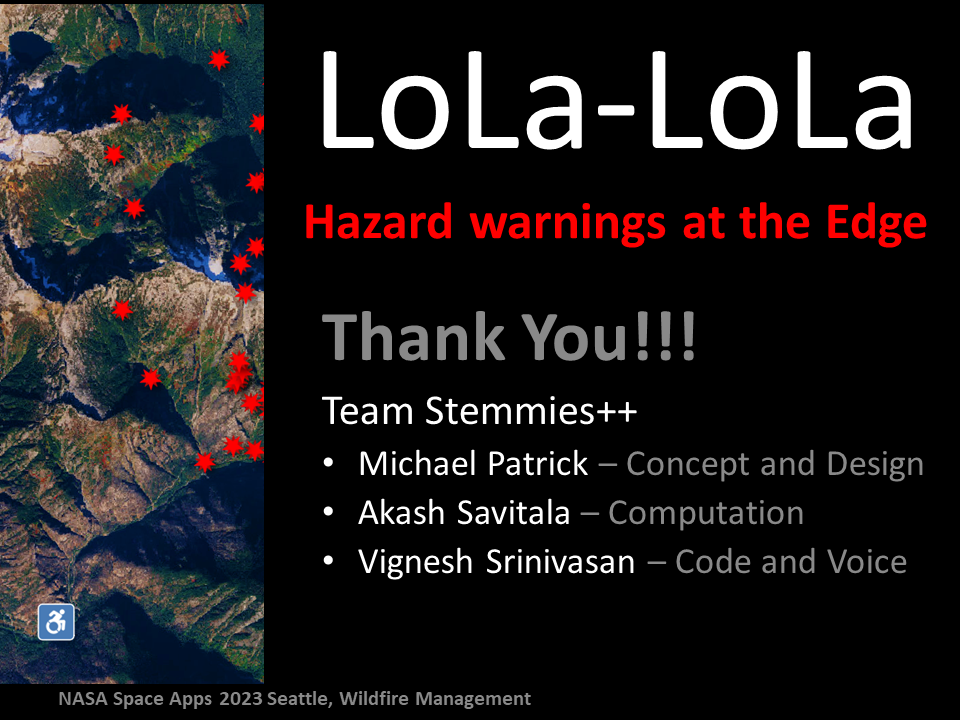 LoLa-LoLa
Hazard warnings at the Edge
Thank You!!!
Team Stemmies++
• Michael Patrick – Concept and Design
• Akash Savitala – Computation
• Vignesh Srinivasan – Code and Voice
NASA Space Apps 2023 Seattle, Wildfire Management